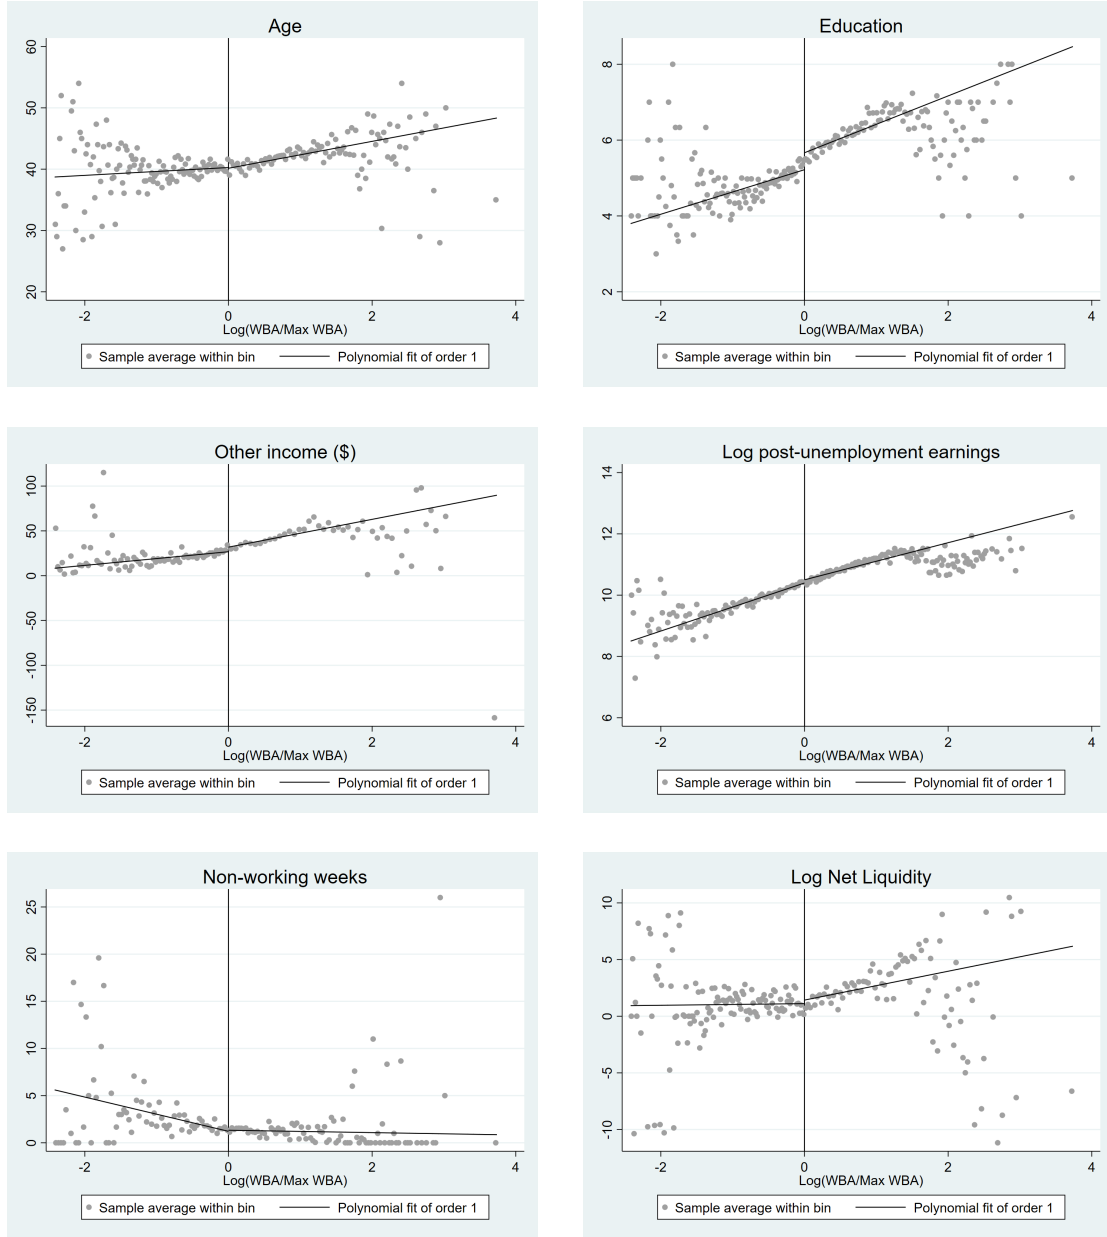 Age
60
50
40
30
20
-2 0 2 4
Log(WBA/Max WBA)
Sample average within bin Polynomial fit of order 1
Education
8
6
4
2
-2 0 2 4
Log(WBA/Max WBA)
Sample average within bin Polynomial fit of order 1
Other income ($)
100
50
0
-50
-100
-150
-2 0 2 4
Log(WBA/Max WBA)
Sample average within bin Polynomial fit of order 1
Log post-unemployment earnings
14
12
10
8
6
-2 0 2 4
Log(WBA/Max WBA)
Sample average within bin Polynomial fit of order 1
Non-working weeks
25
20
15
10
5
0
-2 0 2 4
Log(WBA/Max WBA)
Sample average within bin Polynomial fit of order 1
Log Net Liquidity
10
5
0
-5
-10
-2 0 2 4
Log(WBA/Max WBA)
Sample average within bin Polynomial fit of order 1